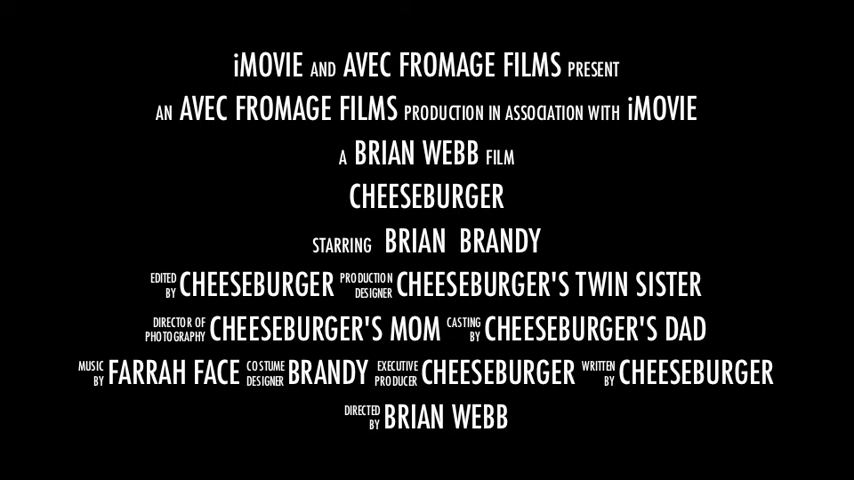 iMOVIE AND AVEC FROMAGE FILMS PRESENT
AN AVEC FROMAGE FILMS PRODUCTION IN ASSOCIATION WITH iMOVIE
A BRIAN WEBB FILM
CHEESEBURGER
STARRING BRIAN BRANDY
EDITED BY CHEESEBURGER PRODUCTION DESIGNER CHEESEBURGER'S TWIN SISTER
DIRECTOR OF PHOTOGRAPHY CHEESEBURGER'S MOM CASTING BY CHEESEBURGER'S DAD
MUSIC BY FARRAH FACE COSTUME DESIGNER BRANDY EXECUTIVE PRODUCER CHEESEBURGER WRITTEN BY CHEESEBURGER
DIRECTED BY BRIAN WEBB